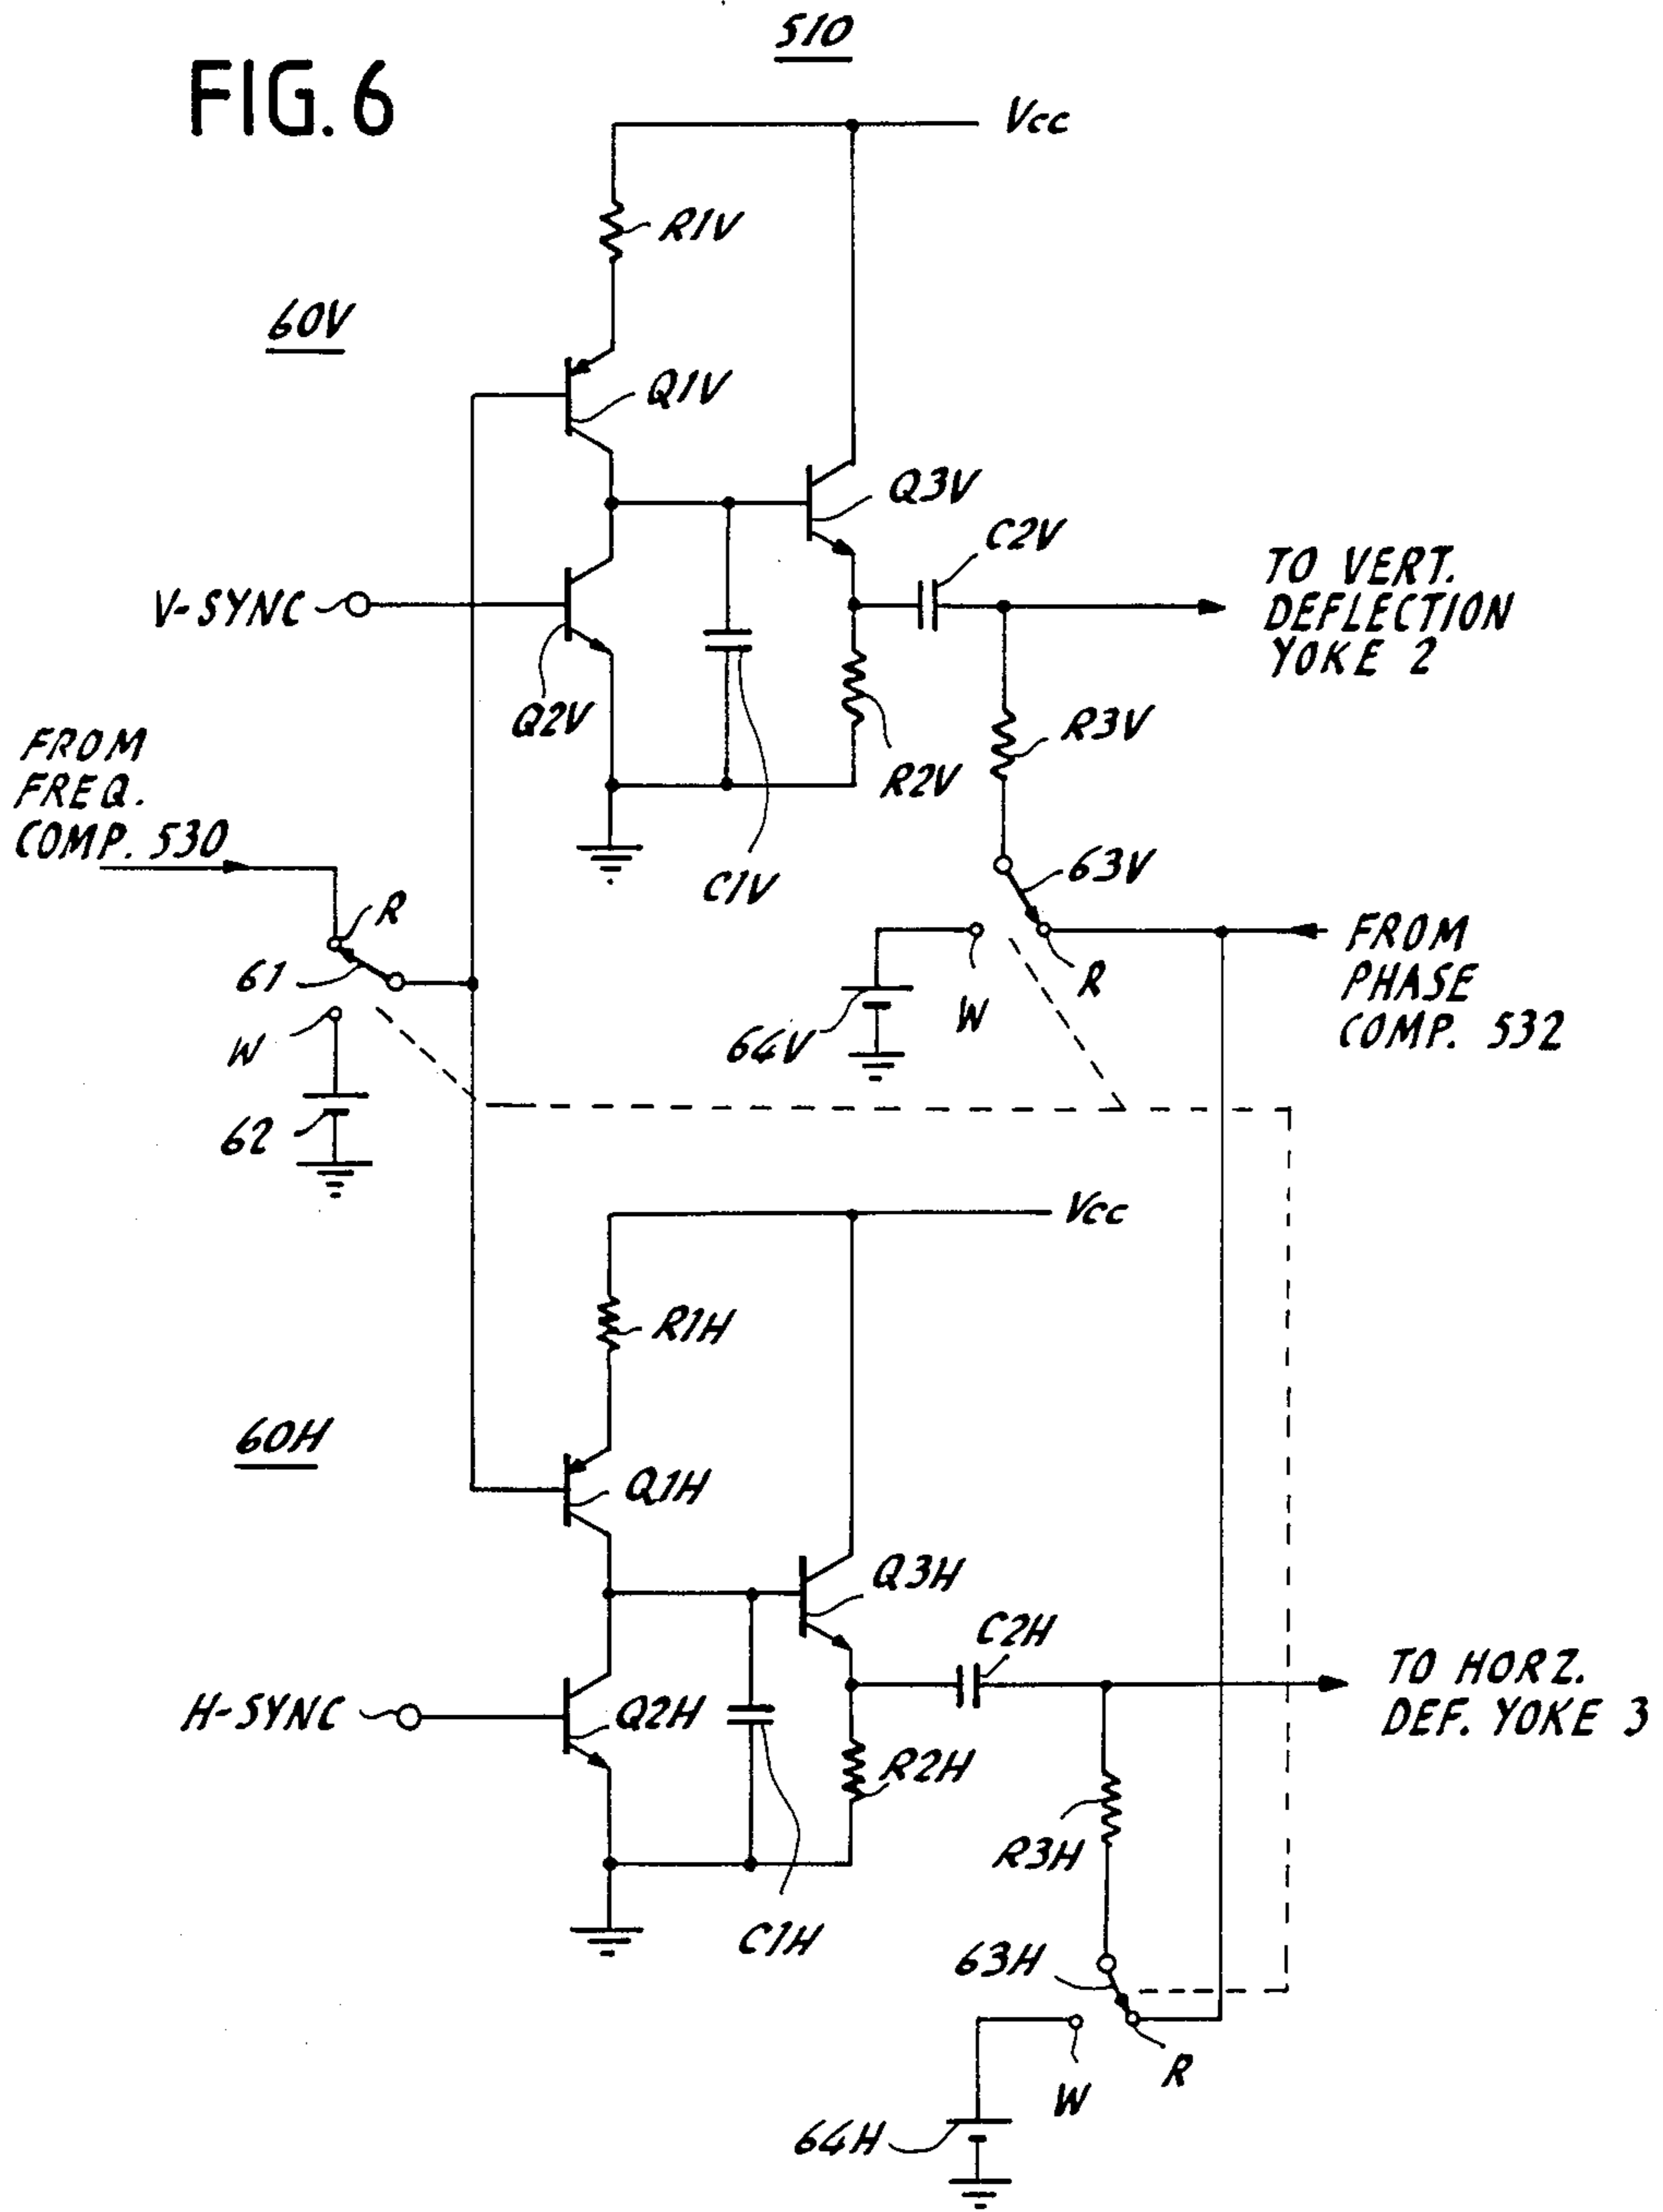 510
FIG. 6
Vcc
R1V
60V
Q1V
Q3V
C2V
V-SYNC
TO VERT.
DEFLECTION
YOKE 2
Q2V
R3V
R2V
FROM
FREQ.
COMP. 530
C1V
63V
R
61
FROM
PHASE
COMP. 532
R
W
64V
W
62
Vcc
R1H
60H
Q1H
Q3H
C2H
H-SYNC
Q2H
TO HORZ.
DEF. YOKE 3
R2H
R3H
C1H
63H
R
W
64H